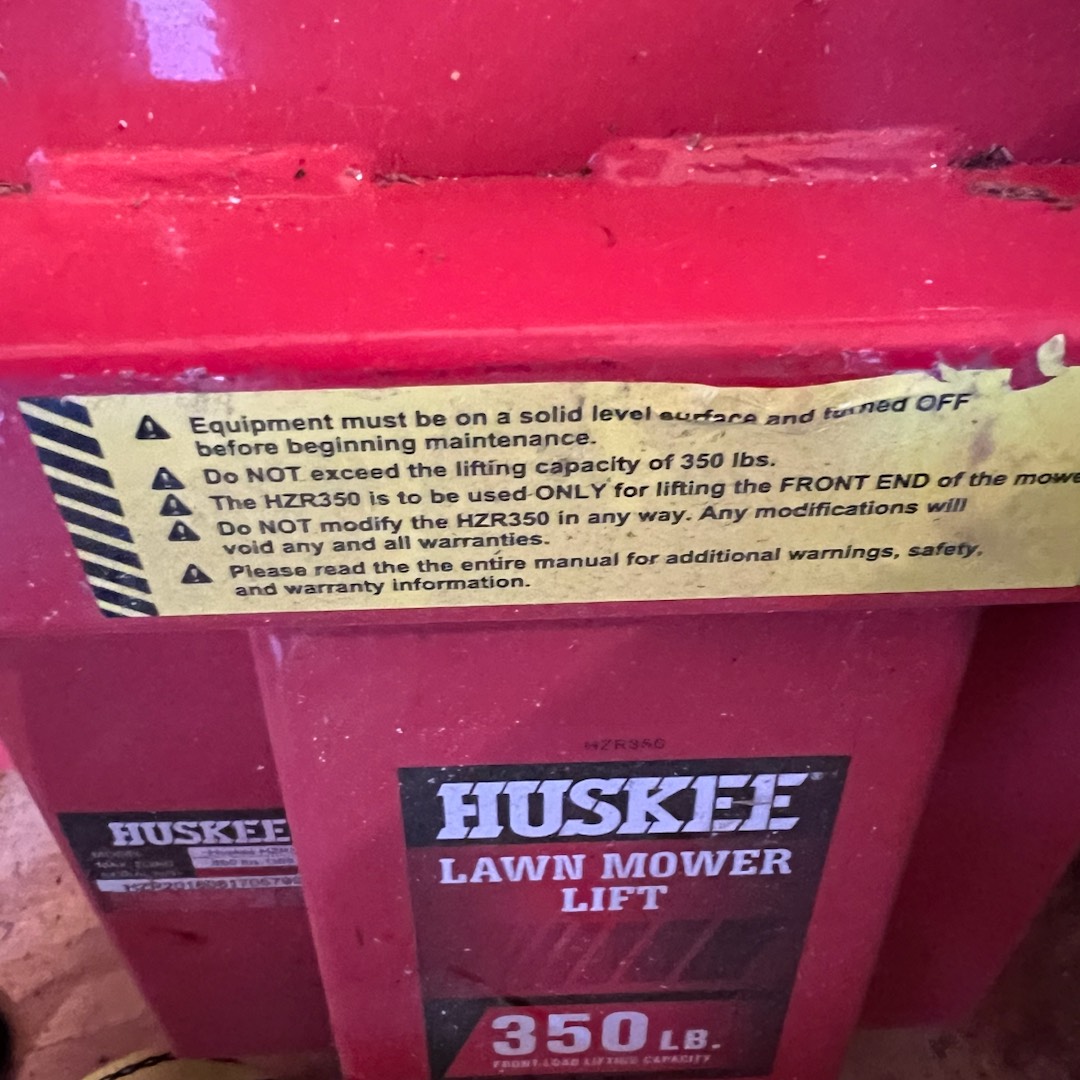 Equipment must be on a solid level surface and turned OFF
before beginning maintenance.
Do NOT exceed the lifting capacity of 350 lbs.
The HZR350 is to be used ONLY for lifting the FRONT END of the mowe
Do NOT modify the HZR350 in any way. Any modifications will
void any and all warranties.
Please read the the entire manual for additional warnings, safety,
and warranty information.
HZR350
HUSKEE
LAWN MOWER
LIFT
350 LB.
FRONT-LOAD LIFTING CAPACITY
HUSKEE